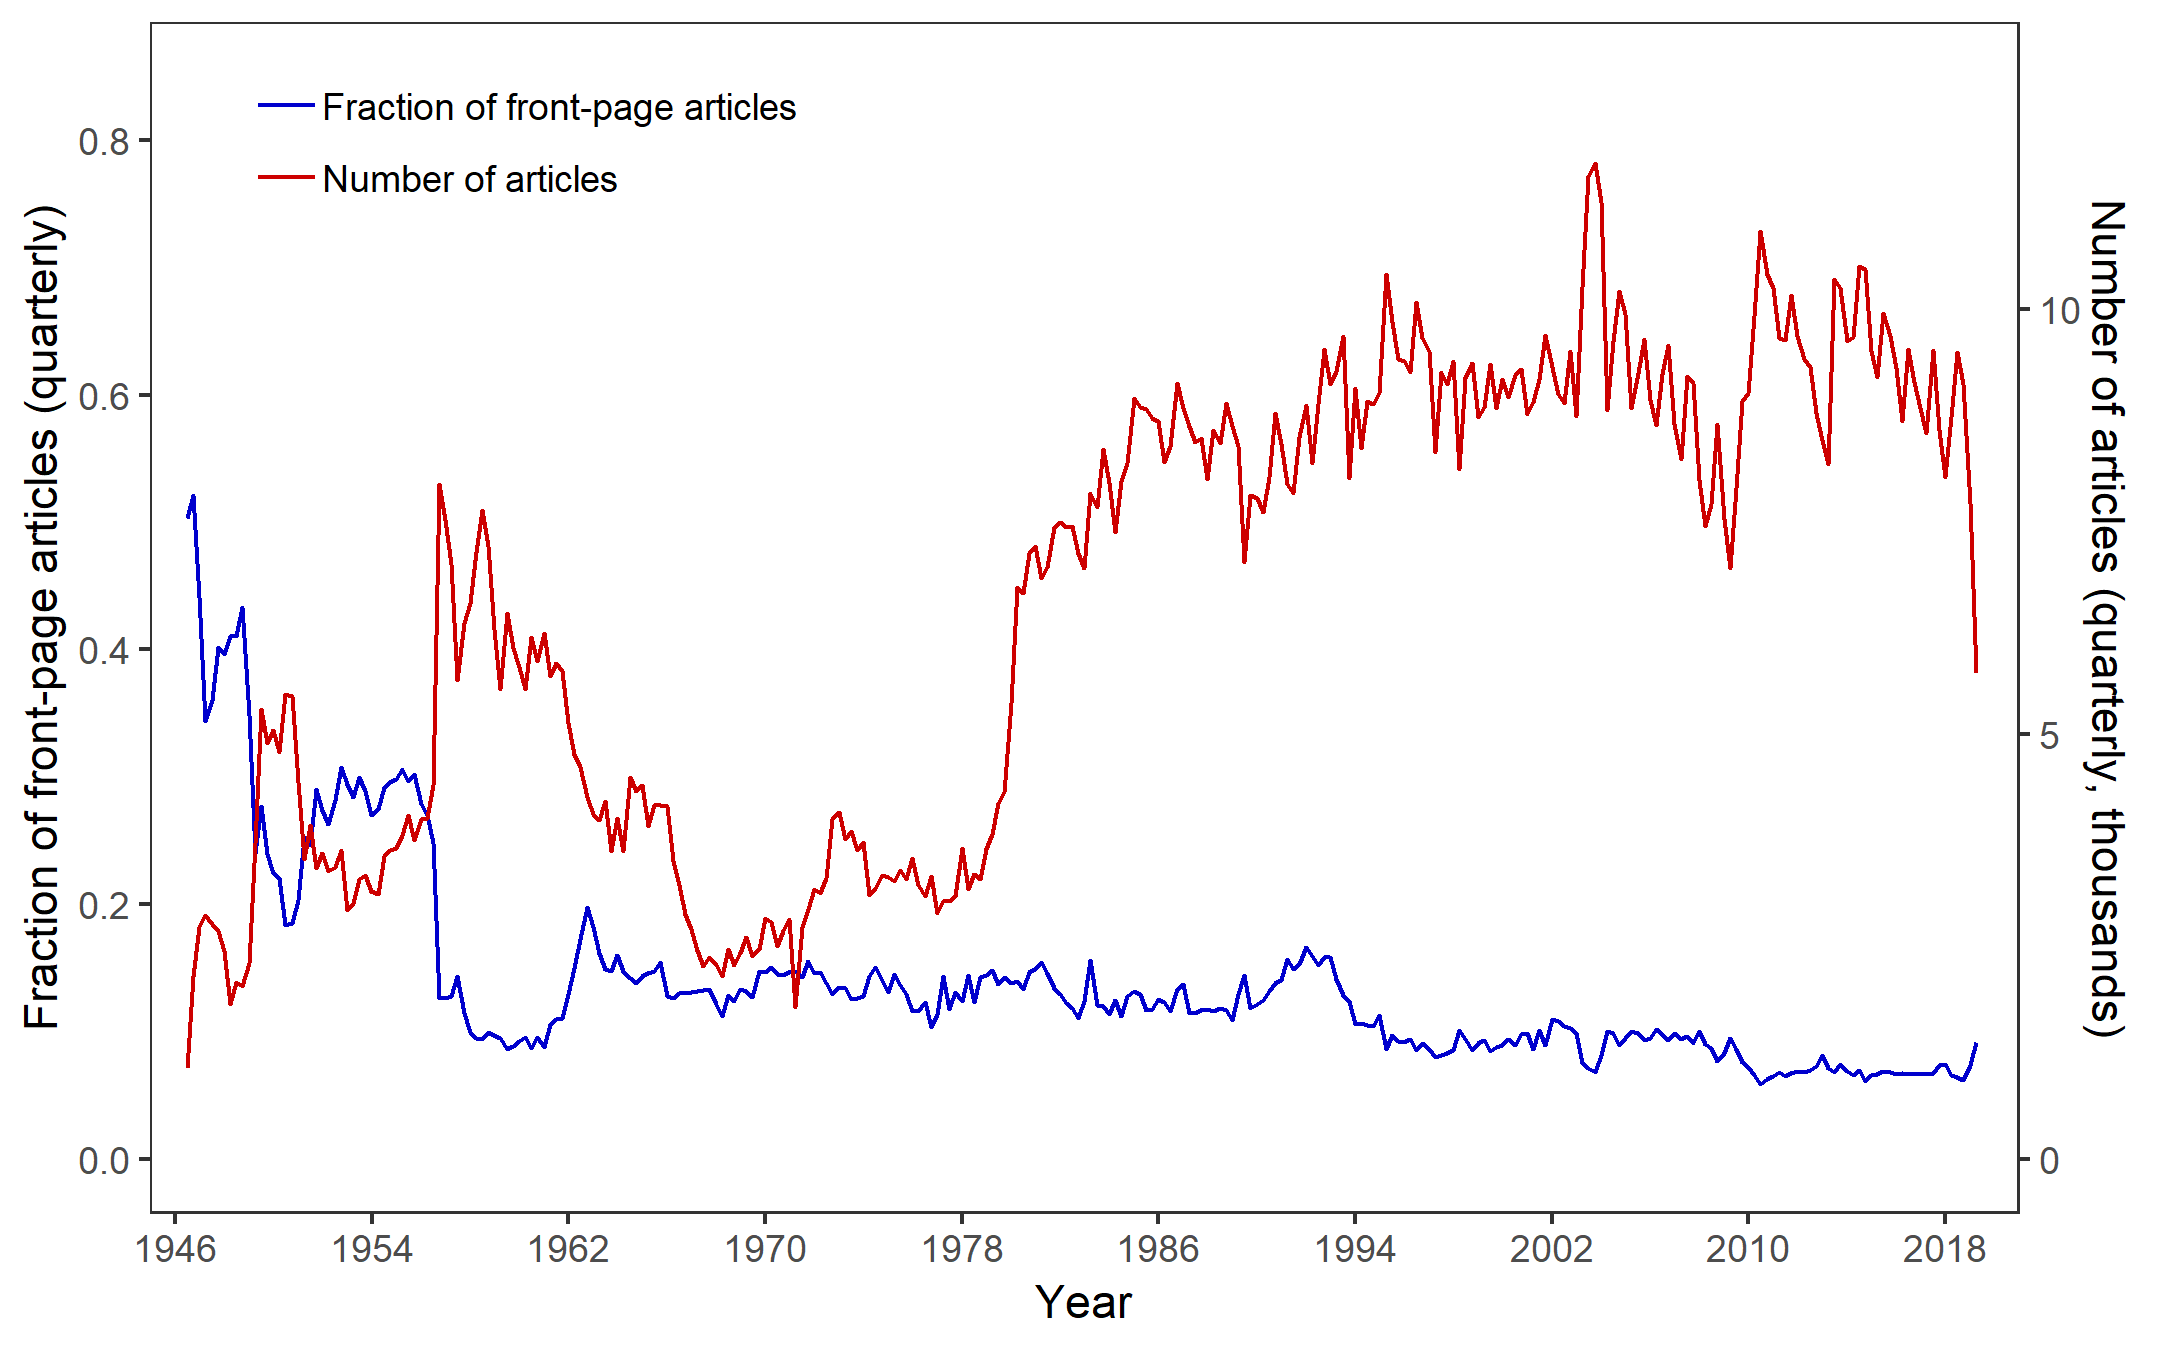 Fraction of front-page articles
Number of articles
Fraction of front-page articles (quarterly)
0.8
0.6
0.4
0.2
0.0
Number of articles (quarterly, thousands)
10
5
0
1946 1954 1962 1970 1978 1986 1994 2002 2010 2018
Year